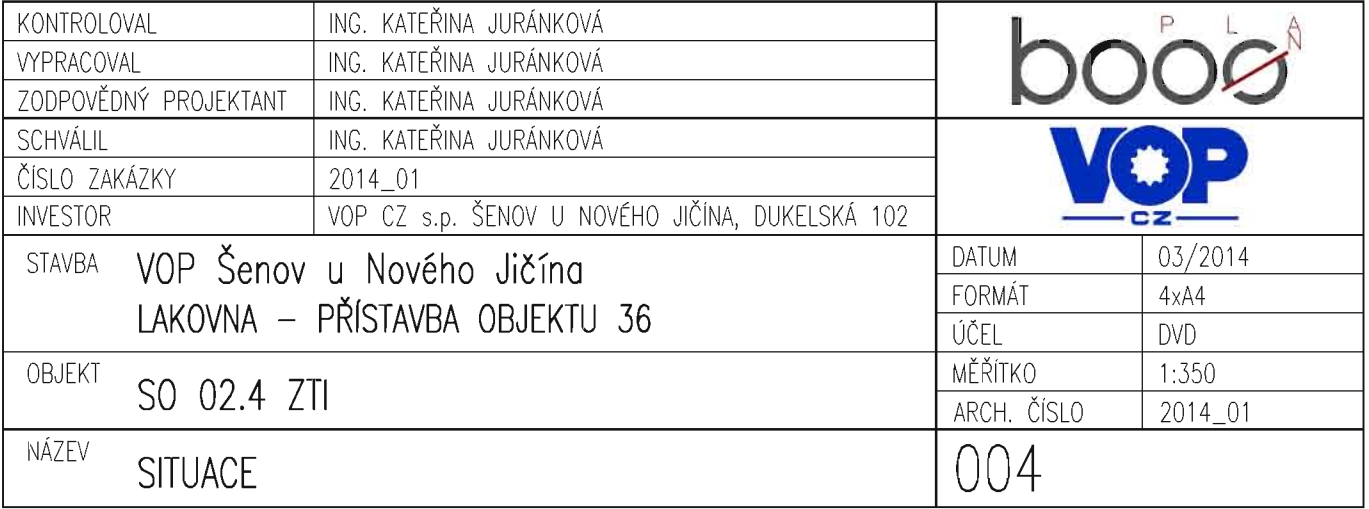 KONTROLOVAL ING. KATEŘINA JURÁNKOVÁ
VYPRACOVAL ING. KATEŘINA JURÁNKOVÁ
ZODPOVĚDNÝ PROJEKTANT ING. KATEŘINA JURÁNKOVÁ
SCHVÁLIL ING. KATEŘINA JURÁNKOVÁ
ČÍSLO ZAKÁZKY 2014_01
INVESTOR VOP CZ s.p. ŠENOV U NOVÉHO JIČÍNA, DUKELSKÁ 102
PLAN
boos
VOP
CZ
STAVBA VOP Šenov u Nového Jičína
LAKOVNA – PŘÍSTAVBA OBJEKTU 36
OBJEKT SO 02.4 ZTI
NÁZEV SITUACE
DATUM 03/2014
FORMÁT 4xA4
ÚČEL DVD
MĚŘÍTKO 1:350
ARCH. ČÍSLO 2014_01
004